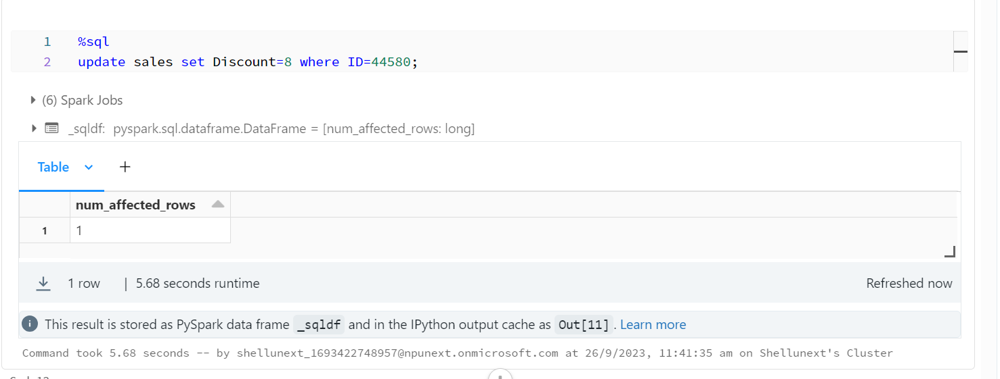 1 %sql
2 update sales set Discount=8 where ID=44580;
(6) Spark Jobs
_sqldf: pyspark.sql.dataframe.DataFrame = [num_affected_rows: long]
Table +
num_affected_rows
1 1
1 row | 5.68 seconds runtime Refreshed now
This result is stored as PySpark data frame _sqldf and in the IPython output cache as Out[11] . Learn more
Command took 5.68 seconds -- by shellunext_1693422748957@npunext.onmicrosoft.com at 26/9/2023, 11:41:35 am on Shellunext's Cluster